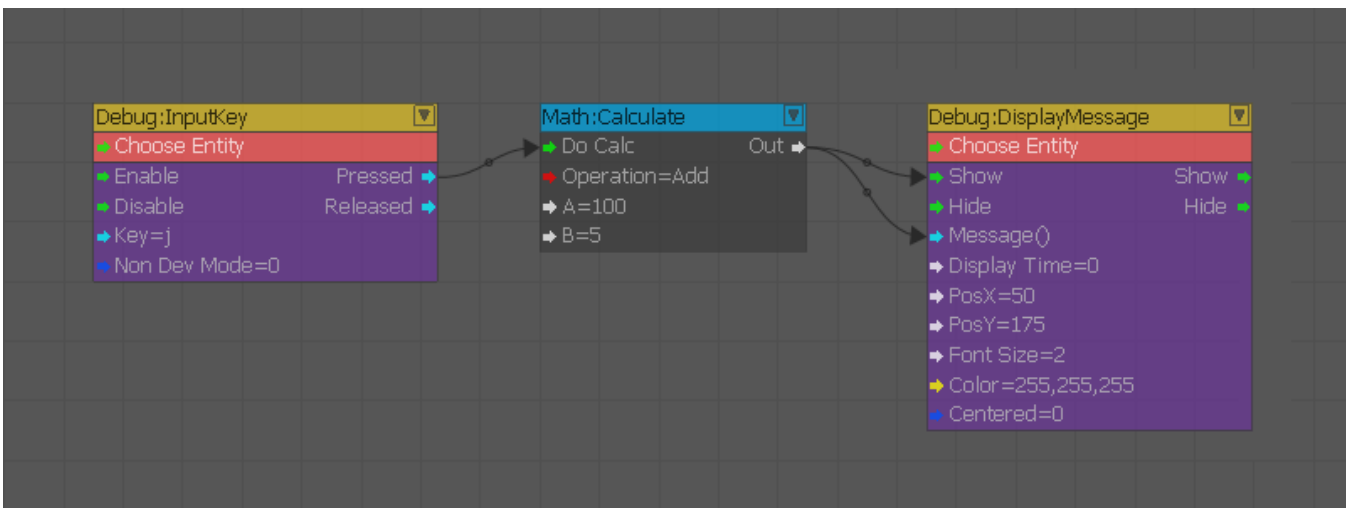 Debug:InputKey
Choose Entity
Enable Pressed
Disable Released
Key=j
Non Dev Mode=0
Math:Calculate
Do Calc Out
Operation=Add
A=100
B=5
Debug:DisplayMessage
Choose Entity
Show Show
Hide Hide
Message()
Display Time=0
PosX=50
PosY=175
Font Size=2
Color=255,255,255
Centered=0